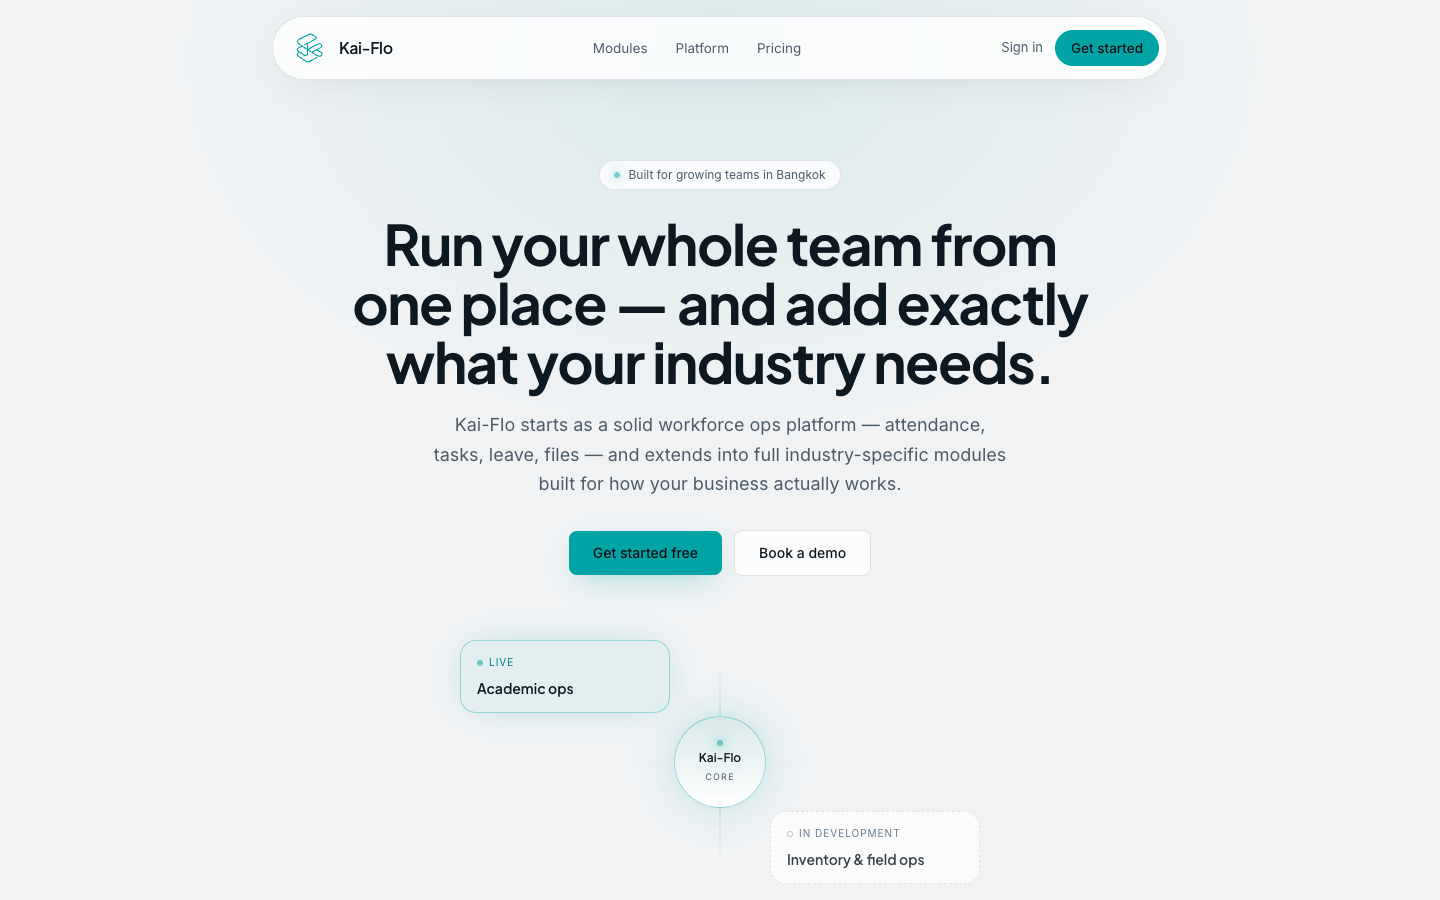 Kai-Flo
Modules
Platform
Pricing
Sign in
Get started
Built for growing teams in Bangkok
Run your whole team from
one place — and add exactly
what your industry needs.
Kai-Flo starts as a solid workforce ops platform — attendance,
tasks, leave, files — and extends into full industry-specific modules
built for how your business actually works.
Get started free
Book a demo
LIVE
Academic ops
Kai-Flo
CORE
IN DEVELOPMENT
Inventory & field ops